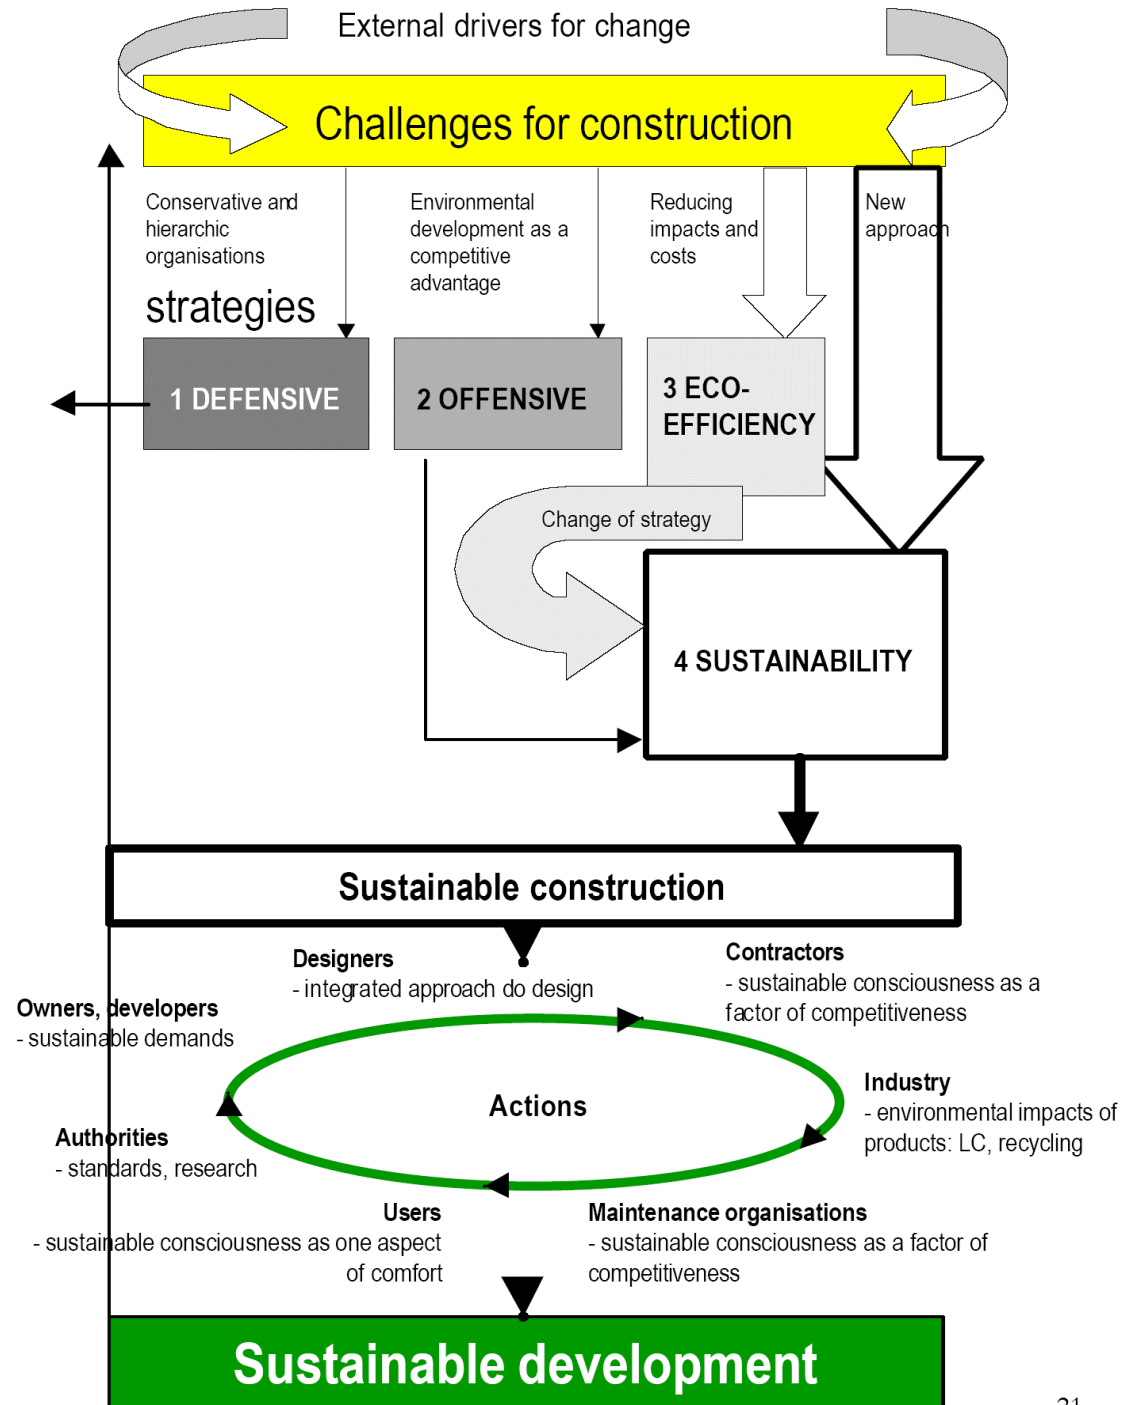 External drivers for change
Challenges for construction
Conservative and
hierarchic
organisations
Environmental
development as a
competitive
advantage
Reducing
impacts and
costs
New
approach
strategies
1 DEFENSIVE
2 OFFENSIVE
3 ECO-
EFFICIENCY
Change of strategy
4 SUSTAINABILITY
Sustainable construction
Designers
- integrated approach do design
Contractors
- sustainable consciousness as a
factor of competitiveness
Owners, developers
- sustainable demands
Industry
- environmental impacts of
products: LC, recycling
Actions
Authorities
- standards, research
Users
- sustainable consciousness as one aspect
of comfort
Maintenance organisations
- sustainable consciousness as a factor of
competitiveness
Sustainable development